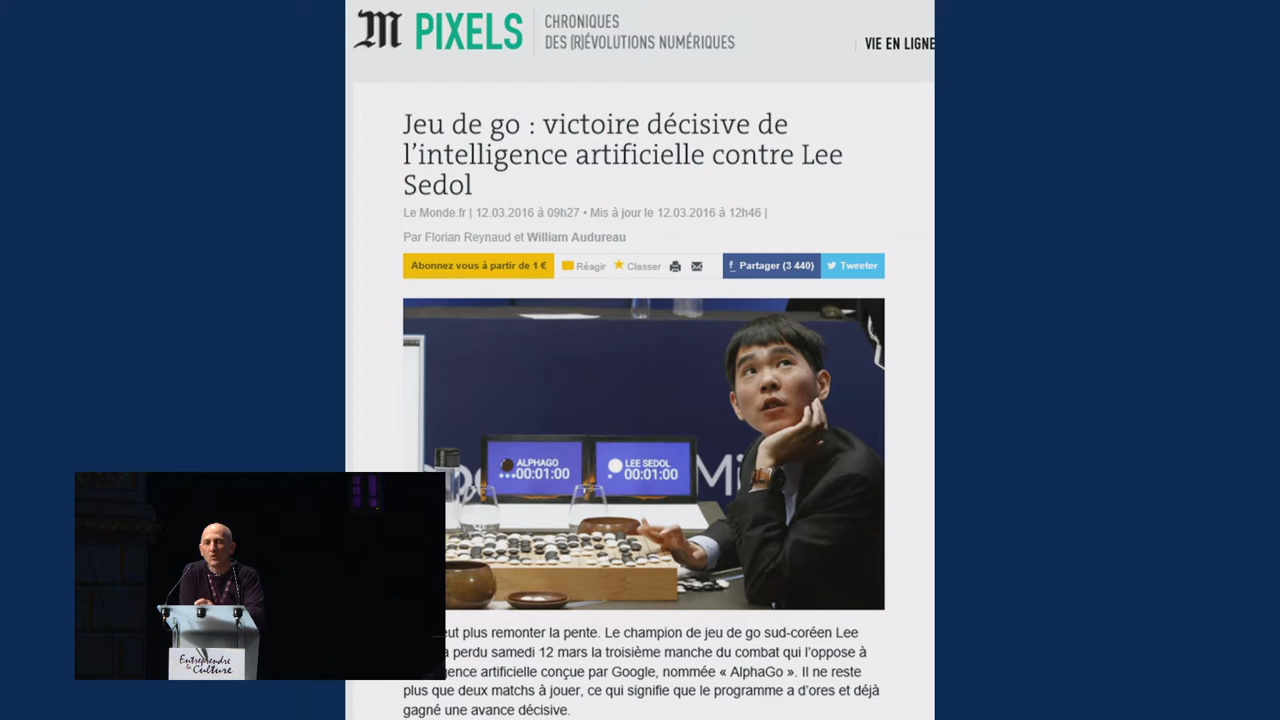 M PIXELS
CHRONIQUES
DES (R)ÉVOLUTIONS NUMÉRIQUES
VIE EN LIGNE
Jeu de go : victoire décisive de
l'intelligence artificielle contre Lee
Sedol
Le Monde.fr | 12.03.2016 à 09h27 • Mis à jour le 12.03.2016 à 12h46 |
Par Florian Reynaud et William Audureau
Abonnez vous à partir de 1 €
Réagir
Classer
f Partager (3 440)
Tweeter
ALPHAGO
00:01:00
LEE SEDOL
00:01:00
Mi
eut plus remonter la pente. Le champion de jeu de go sud-coréen Lee
a perdu samedi 12 mars la troisième manche du combat qui l'oppose à
gence artificielle conçue par Google, nommée « AlphaGo ». Il ne reste
plus que deux matchs à jouer, ce qui signifie que le programme a d'ores et déjà
gagné une avance décisive.
Entreprendre
la Culture